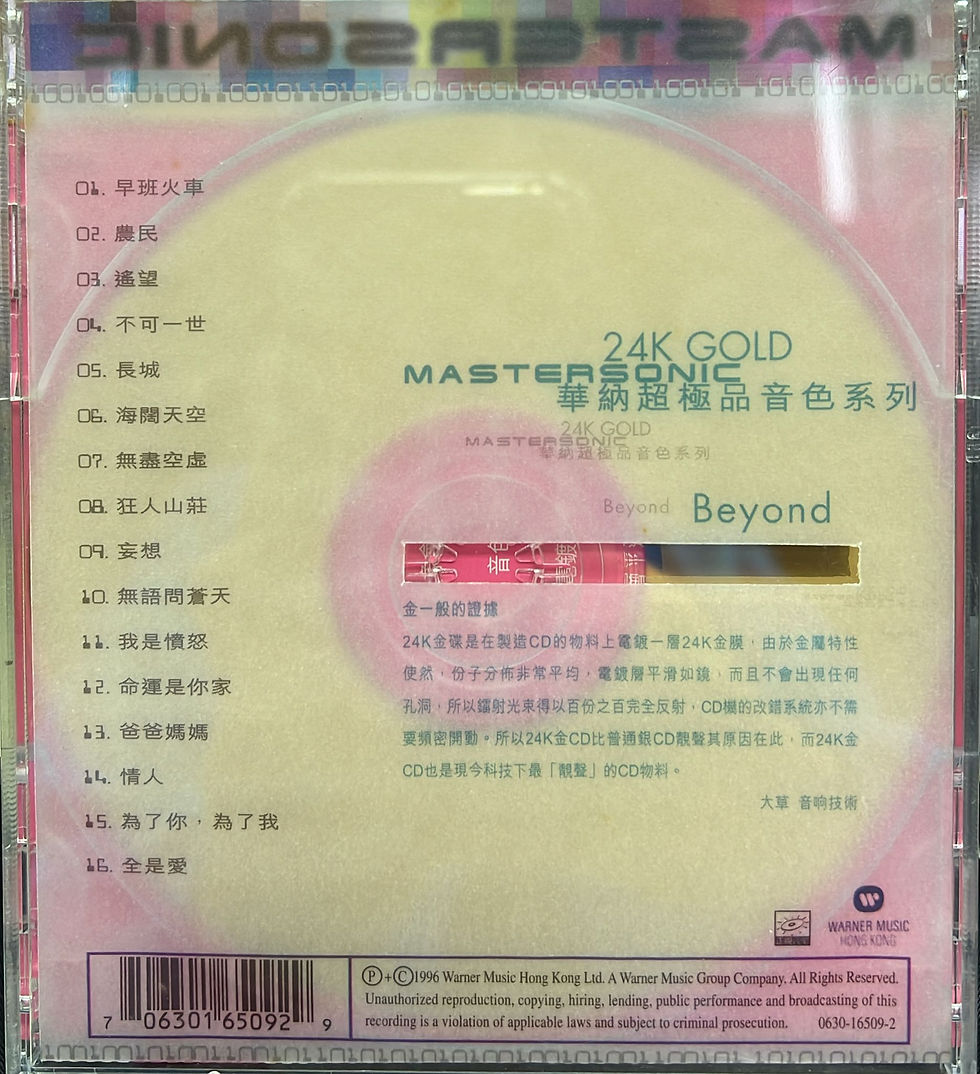 MASTERSONIC
01. 早班火車
02. 農民
03. 遙望
04. 不可一世
05. 長城
06. 海闊天空
07. 無盡空虛
08. 狂人山莊
09. 妄想
10. 無語問蒼天
11. 我是憤怒
12. 命運是你家
13. 爸爸媽媽
14. 情人
15. 為了你，為了我
16. 全是愛
24K GOLD
MASTERSONIC
華納超極品音色系列
24K GOLD
MASTERSONIC
華納超極品音色系列
Beyond Beyond
金一般的證據
24K金碟是在製造CD的物料上電鍍一層24K金膜，由於金屬特性
使然，份子分佈非常平均，電鍍層平滑如鏡，而且不會出現任何
孔洞，所以鐳射光束得以百份之百完全反射，CD機的改錯系統亦不需
要頻密開動。所以24K金CD比普通銀CD靚聲其原因在此，而24K金
CD也是現今科技下最「靚聲」的CD物料。
大草 音响技術
WARNER MUSIC
HONG KONG
7 06301 65092 9
Ⓟ+Ⓒ1996 Warner Music Hong Kong Ltd. A Warner Music Group Company. All Rights Reserved.
Unauthorized reproduction, copying, hiring, lending, public performance and broadcasting of this
recording is a violation of applicable laws and subject to criminal prosecution. 0630-16509-2